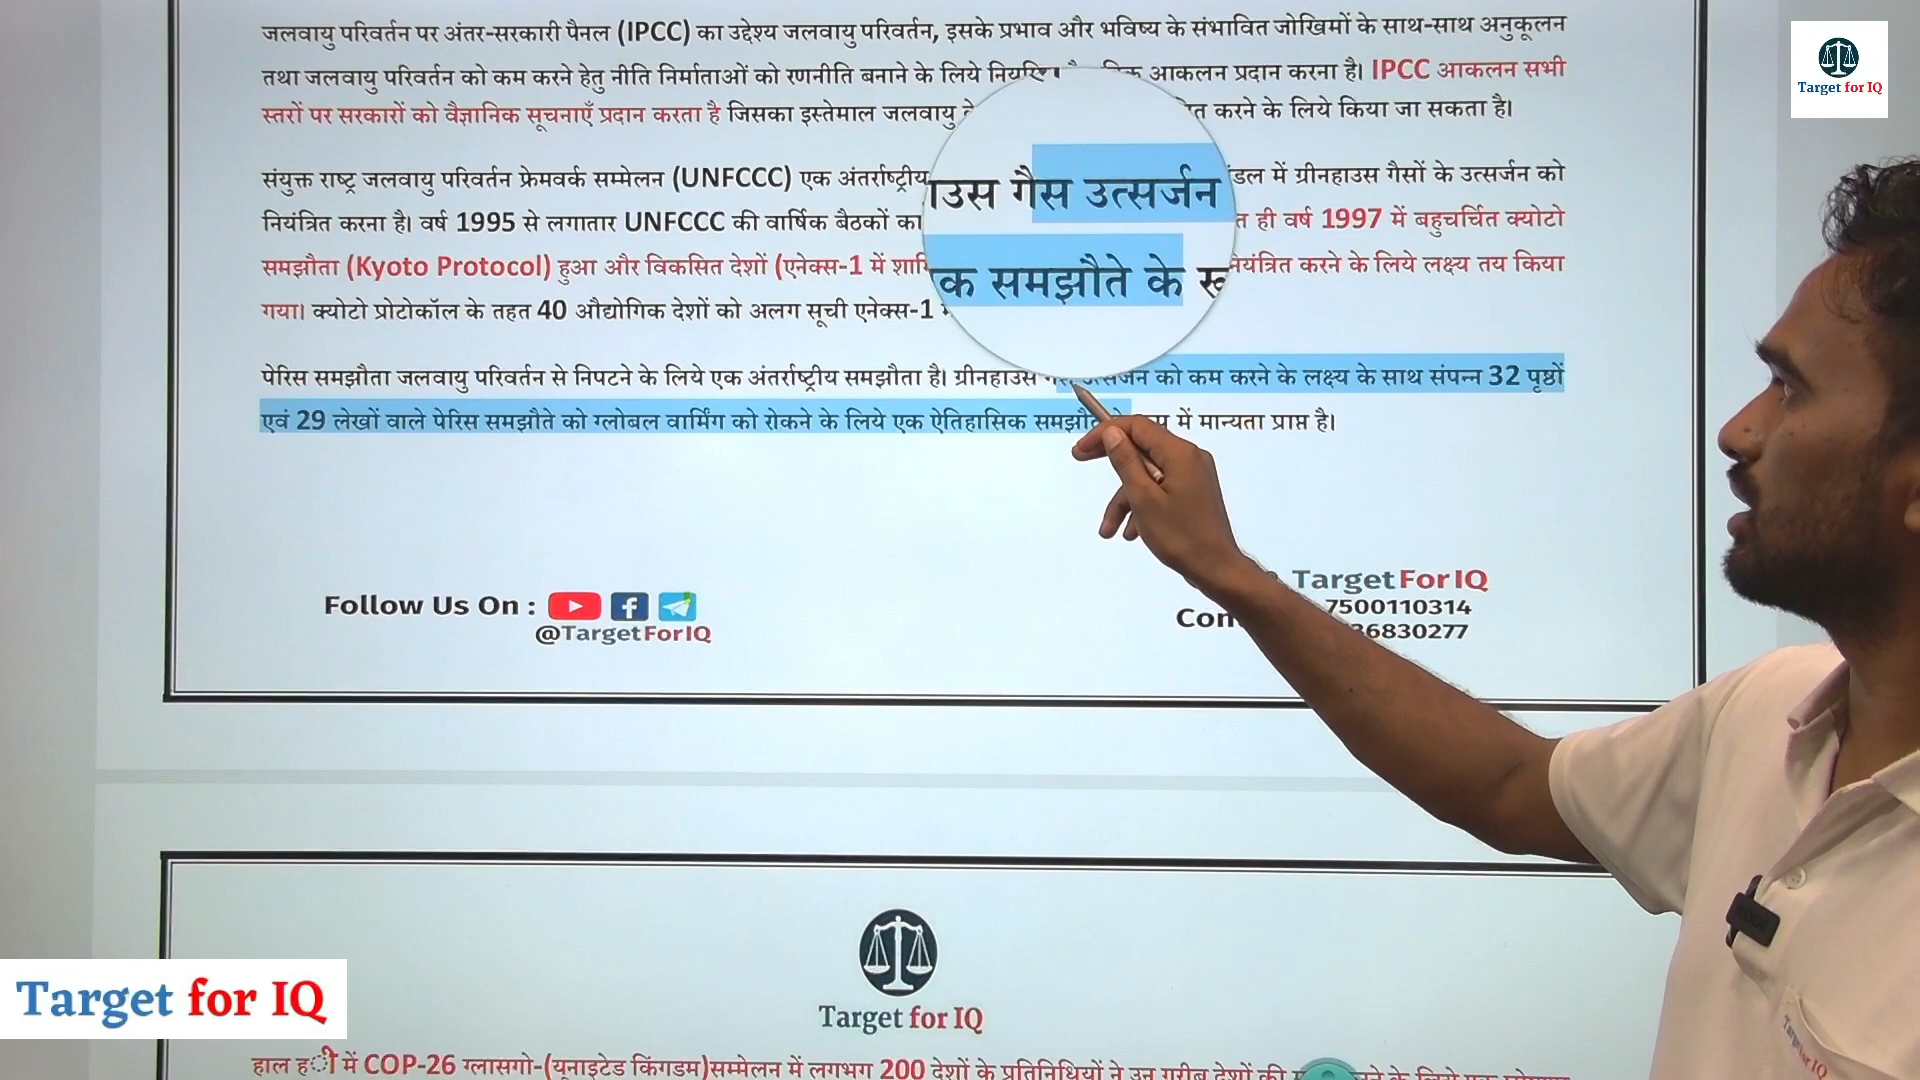 जलवायु परिवर्तन पर अंतर-सरकारी पैनल (IPCC) का उद्देश्य जलवायु परिवर्तन, इसके प्रभाव और भविष्य के संभावित जोखिमों के साथ-साथ अनुकूलन
तथा जलवायु परिवर्तन को कम करने हेतु नीति निर्माताओं को रणनीति बनाने के लिये आकलन प्रदान करना है। IPCC आकलन सभी
स्तरों पर सरकारों को वैज्ञानिक सूचनाएँ प्रदान करता है जिसका इस्तेमाल जलवायु करने के लिये किया जा सकता है।
संयुक्त राष्ट्र जलवायु परिवर्तन फ्रेमवर्क सम्मेलन (UNFCCC) एक अंतर्राष्ट्रीय में ग्रीनहाउस गैसों के उत्सर्जन को
नियंत्रित करना है। वर्ष 1995 से लगातार UNFCCC की वार्षिक बैठकों का ही वर्ष 1997 में बहुचर्चित क्योटो
समझौता (Kyoto Protocol) हुआ और विकसित देशों (एनेक्स-1 में करने के लिये लक्ष्य तय किया
गया। क्योटो प्रोटोकॉल के तहत 40 औद्योगिक देशों को अलग सूची एनेक्स-1
गैस उत्सर्जन
समझौते के
पेरिस समझौता जलवायु परिवर्तन से निपटने के लिये एक अंतर्राष्ट्रीय समझौता है। ग्रीनहाउस को कम करने के लक्ष्य के साथ संपन्न 32 पृष्ठों
एवं 29 लेखों वाले पेरिस समझौते को ग्लोबल वार्मिंग को रोकने के लिये एक ऐतिहासिक में मान्यता प्राप्त है।
Follow Us On :
@TargetForIQ
TargetForIQ
7500110314
36830277
Target for IQ
हाल ही में COP-26 ग्लासगो-(यूनाइटेड किंगडम)सम्मेलन में लगभग 200 देशों के प्रतिनिधियों ने उन गरीब देशों की
Target for IQ
Target for IQ